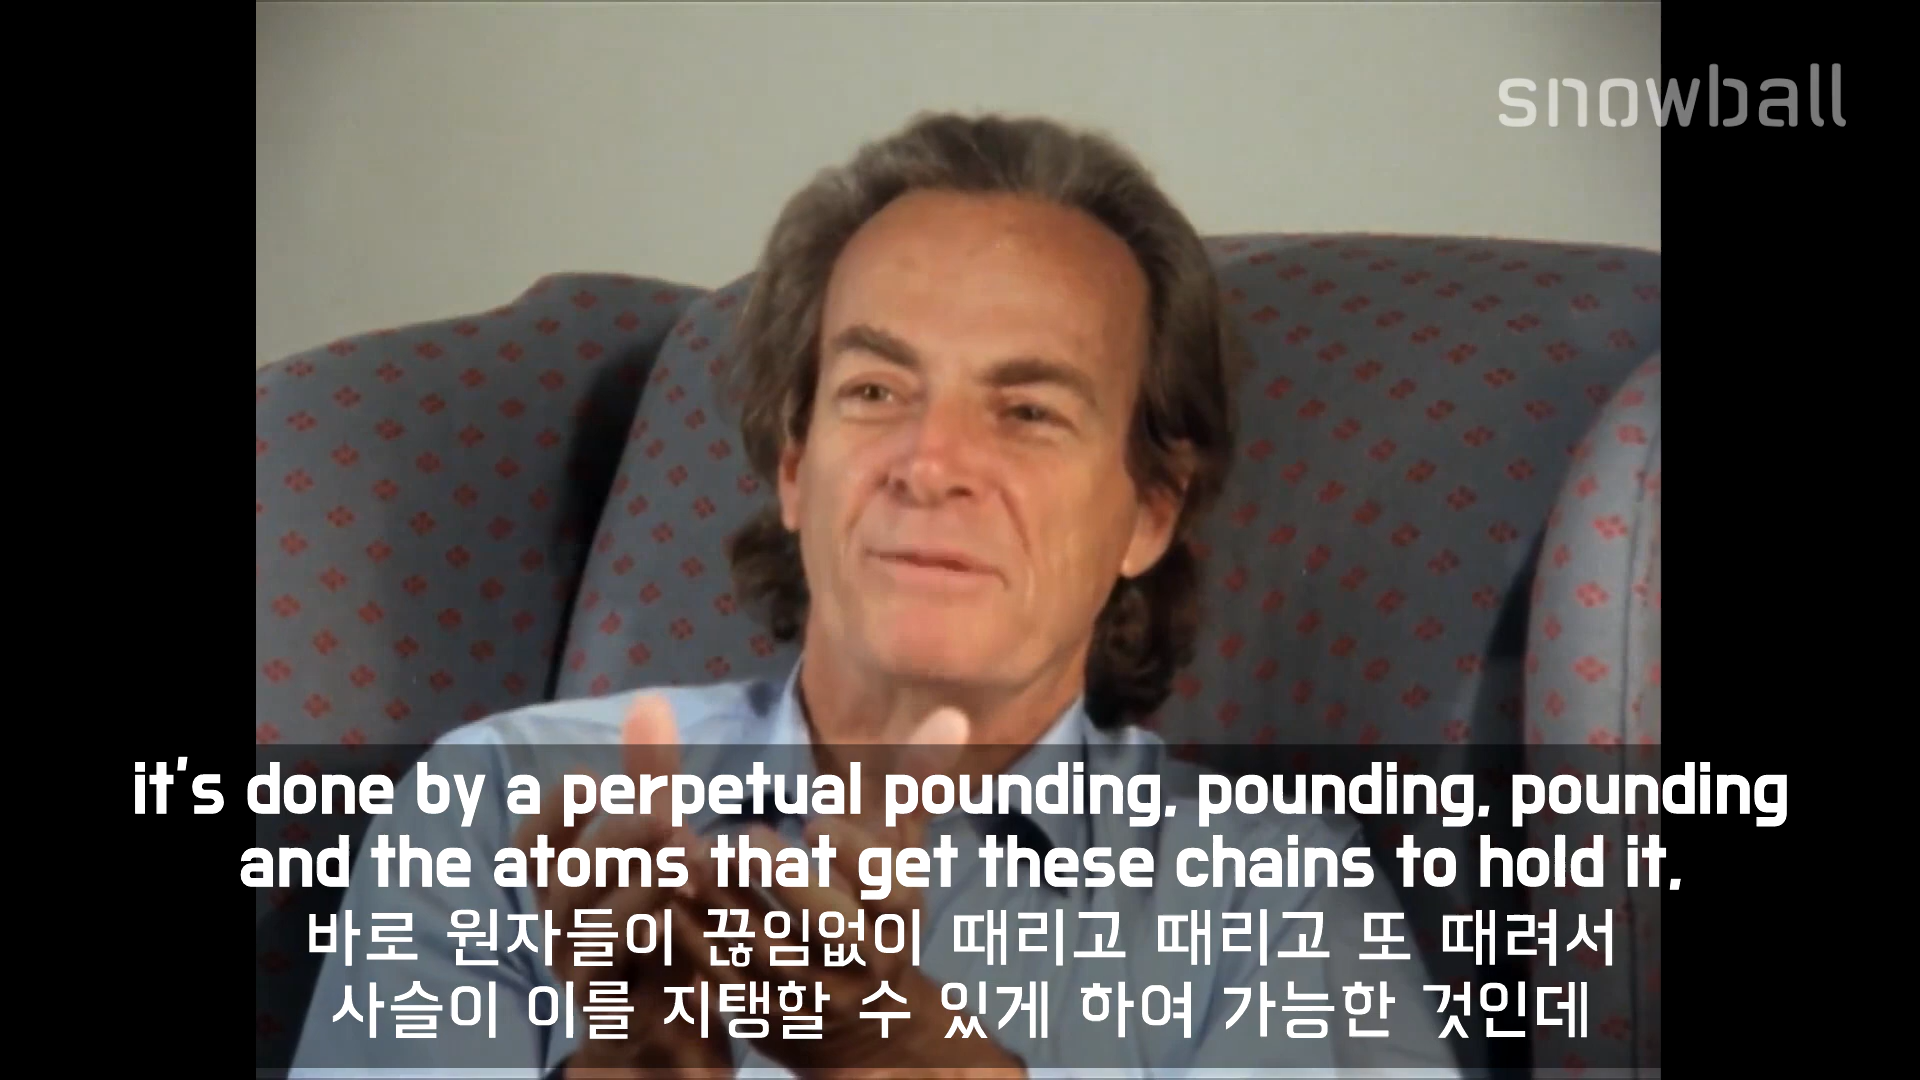 snowball
it's done by a perpetual pounding, pounding, pounding
and the atoms that get these chains to hold it,
바로 원자들이 끊임없이 때리고 때리고 또 때려서
사슬이 이를 지탱할 수 있게 하여 가능한 것인데